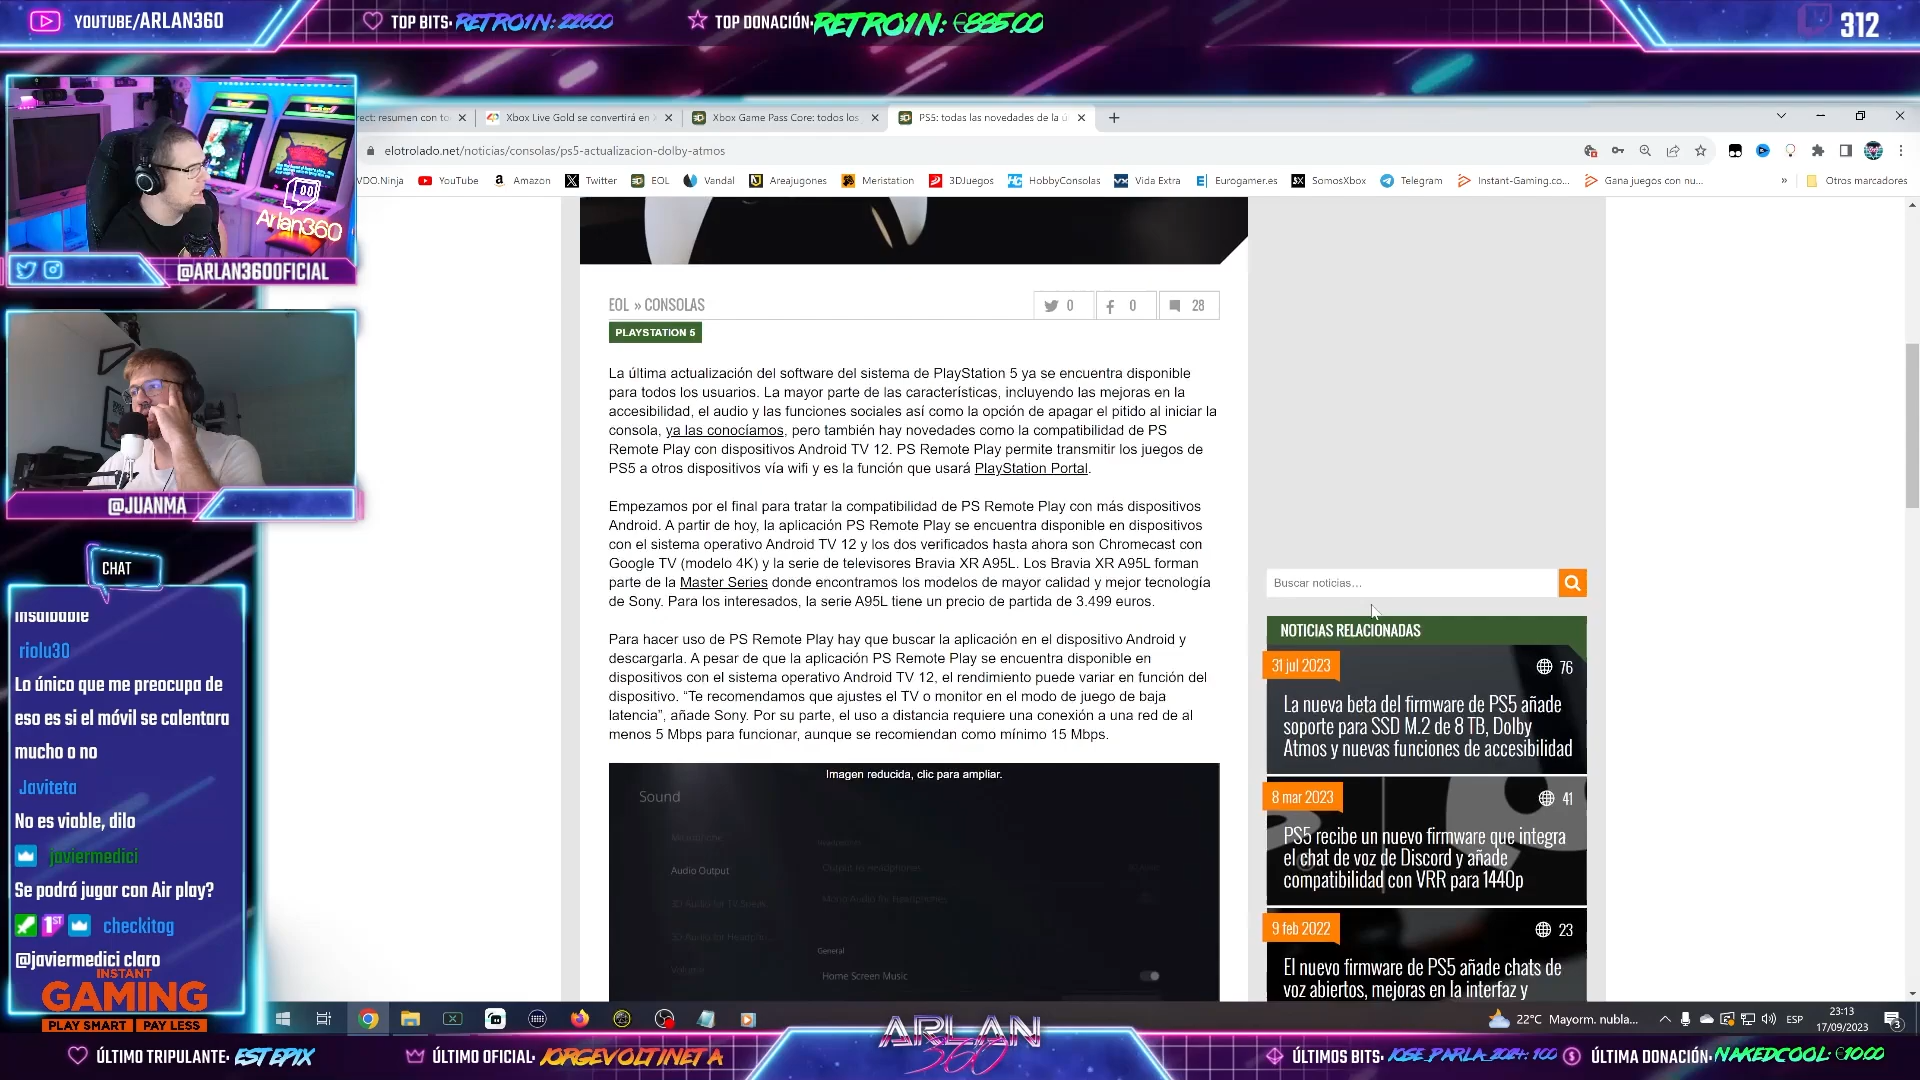 YOUTUBE/ARLAN360
TOP BITS: RETRO1N: 22600
TOP DONACIÓN: RETRO1N: €885.00
312
rect: resumen con to
Xbox Live Gold se convertirá en
Xbox Game Pass Core: todos los
PS5: todas las novedades de la ú
elotrolado.net/noticias/consolas/ps5-actualizacion-dolby-atmos
VDO.Ninja
YouTube
Amazon
Twitter
EOL
Vandal
Areajugones
Meristation
3DJuegos
HobbyConsolas
Vida Extra
Eurogamer.es
SomosXbox
Telegram
Instant-Gaming.co...
Gana juegos con nu...
»
Otros marcadores
Arlan360
@ARLAN360OFICIAL
@JUANMA
EOL » CONSOLAS
0
0
28
PLAYSTATION 5
La última actualización del software del sistema de PlayStation 5 ya se encuentra disponible
para todos los usuarios. La mayor parte de las características, incluyendo las mejoras en la
accesibilidad, el audio y las funciones sociales así como la opción de apagar el pitido al iniciar la
consola, ya las conocíamos, pero también hay novedades como la compatibilidad de PS
Remote Play con dispositivos Android TV 12. PS Remote Play permite transmitir los juegos de
PS5 a otros dispositivos vía wifi y es la función que usará PlayStation Portal.
Empezamos por el final para tratar la compatibilidad de PS Remote Play con más dispositivos
Android. A partir de hoy, la aplicación PS Remote Play se encuentra disponible en dispositivos
con el sistema operativo Android TV 12 y los dos verificados hasta ahora son Chromecast con
Google TV (modelo 4K) y la serie de televisores Bravia XR A95L. Los Bravia XR A95L forman
parte de la Master Series donde encontramos los modelos de mayor calidad y mejor tecnología
de Sony. Para los interesados, la serie A95L tiene un precio de partida de 3.499 euros.
Para hacer uso de PS Remote Play hay que buscar la aplicación en el dispositivo Android y
descargarla. A pesar de que la aplicación PS Remote Play se encuentra disponible en
dispositivos con el sistema operativo Android TV 12, el rendimiento puede variar en función del
dispositivo. “Te recomendamos que ajustes el TV o monitor en el modo de juego de baja
latencia”, añade Sony. Por su parte, el uso a distancia requiere una conexión a una red de al
menos 5 Mbps para funcionar, aunque se recomiendan como mínimo 15 Mbps.
Imagen reducida, clic para ampliar.
Sound
Microphone
Audio Output
Headphones
Output to Headphones
Mono Audio for Headphones
Volume
General
Home Screen Music
Buscar noticias...
NOTICIAS RELACIONADAS
31 jul 2023
76
La nueva beta del firmware de PS5 añade
soporte para SSD M.2 de 8 TB, Dolby
Atmos y nuevas funciones de accesibilidad
8 mar 2023
41
PS5 recibe un nuevo firmware que integra
el chat de voz de Discord y añade
compatibilidad con VRR para 1440p
9 feb 2022
23
El nuevo firmware de PS5 añade chats de
voz abiertos, mejoras en la interfaz y
CHAT
insalbable
riolu30
Lo único que me preocupa de
eso es si el móvil se calentara
mucho o no
Javiteta
No es viable, dilo
javiermedici
Se podrá jugar con Air play?
1ST checkitog
@javiermedici claro
INSTANT
GAMING
PLAY SMART PAY LESS
22°C Mayorm. nubla...
ESP
23:13
17/09/2023
3
ARLAN
360
ÚLTIMO TRIPULANTE: ESTEPIX
ÚLTIMO OFICIAL: JORGEVOLTINETA
ÚLTIMOS BITS: JOSE_PARLA_2024: 100
ÚLTIMA DONACIÓN: NAKEDCOOL: €10.00